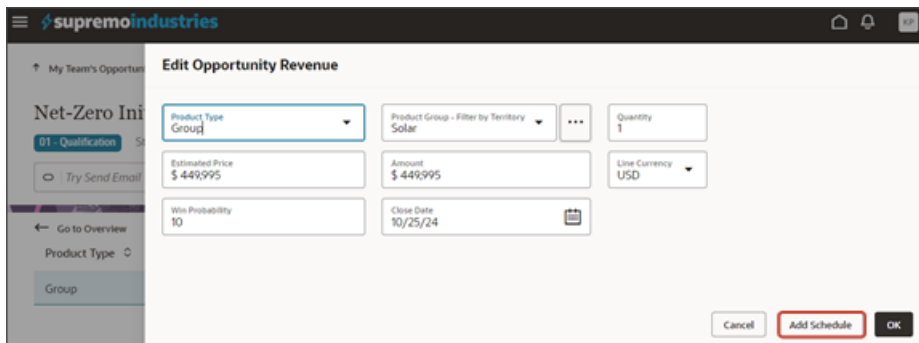 supremoindustries
KP
My Team's Opportun
Edit Opportunity Revenue
Net-Zero Ini
01 - Qualification
Try Send Email
Go to Overview
Product Type
Group
Product Type
Group
Product Group - Filter by Territory
Solar
...
Quantity
1
Estimated Price
$ 449,995
Amount
$ 449,995
Line Currency
USD
Win Probability
10
Close Date
10/25/24
Cancel
Add Schedule
OK